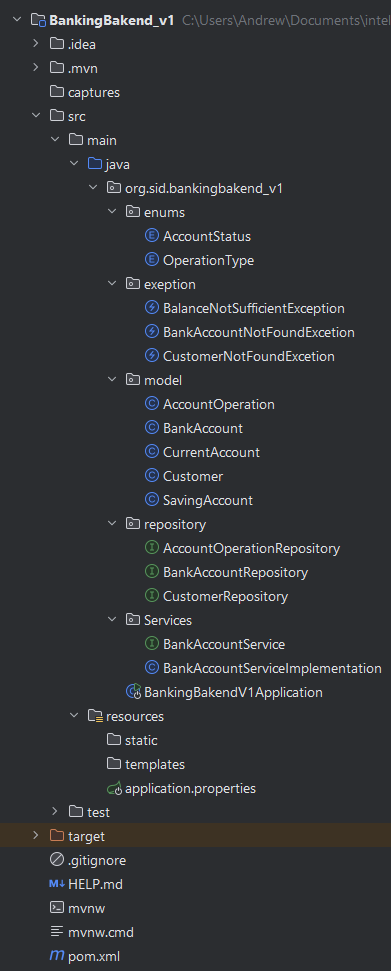 BankingBakend_v1 C:\Users\Andrew\Documents\intel
.idea
.mvn
captures
src
main
java
org.sid.bankingbakend_v1
enums
E AccountStatus
E OperationType
exeption
BalanceNotSufficientException
BankAccountNotFoundExcetion
CustomerNotFoundExcetion
model
C AccountOperation
C BankAccount
C CurrentAccount
C Customer
C SavingAccount
repository
I AccountOperationRepository
I BankAccountRepository
I CustomerRepository
Services
I BankAccountService
C BankAccountServiceImplementation
C BankingBakendV1Application
resources
static
templates
application.properties
test
target
.gitignore
M↓ HELP.md
mvnw
mvnw.cmd
m pom.xml